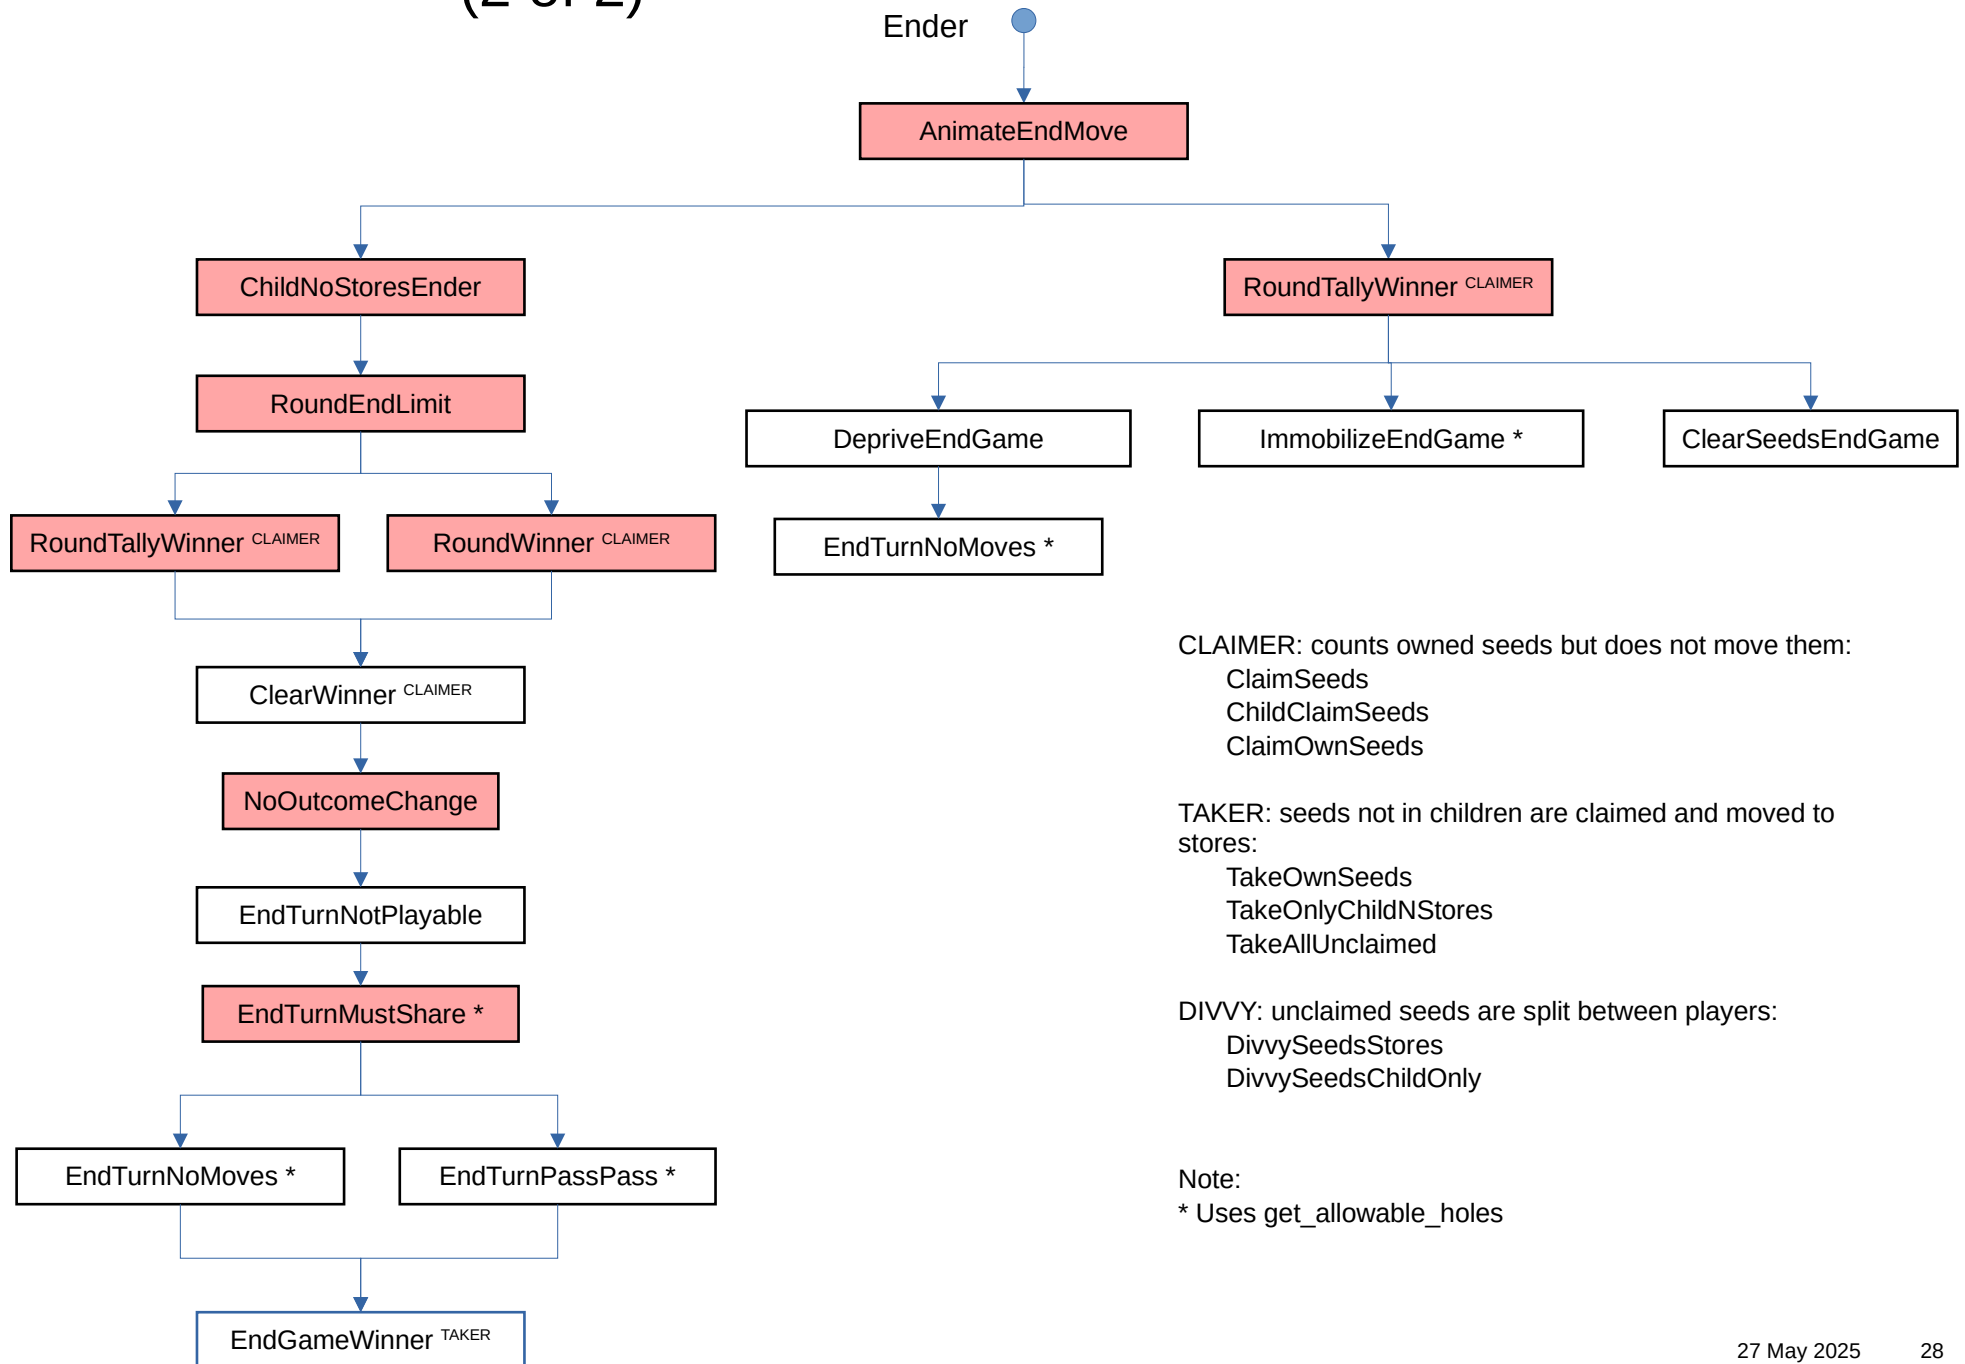 (2 of 2)
Ender
AnimateEndMove
ChildNoStoresEnder
RoundTallyWinner CLAIMER
RoundEndLimit
DepriveEndGame
ImmobilizeEndGame *
ClearSeedsEndGame
RoundTallyWinner CLAIMER
RoundWinner CLAIMER
EndTurnNoMoves *
CLAIMER: counts owned seeds but does not move them:
ClaimSeeds
ChildClaimSeeds
ClaimOwnSeeds
ClearWinner CLAIMER
NoOutcomeChange
TAKER: seeds not in children are claimed and moved to
stores:
TakeOwnSeeds
TakeOnlyChildNStores
TakeAllUnclaimed
EndTurnNotPlayable
EndTurnMustShare *
DIVVY: unclaimed seeds are split between players:
DivvySeedsStores
DivvySeedsChildOnly
EndTurnNoMoves *
EndTurnPassPass *
Note:
* Uses get_allowable_holes
EndGameWinner TAKER
27 May 2025
28